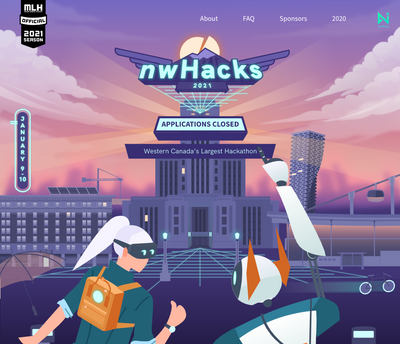 MLH
OFFICIAL
2021
SEASON
About
FAQ
Sponsors
2020
nwHacks
2021
APPLICATIONS CLOSED
Western Canada's Largest Hackathon
JANUARY 9-10